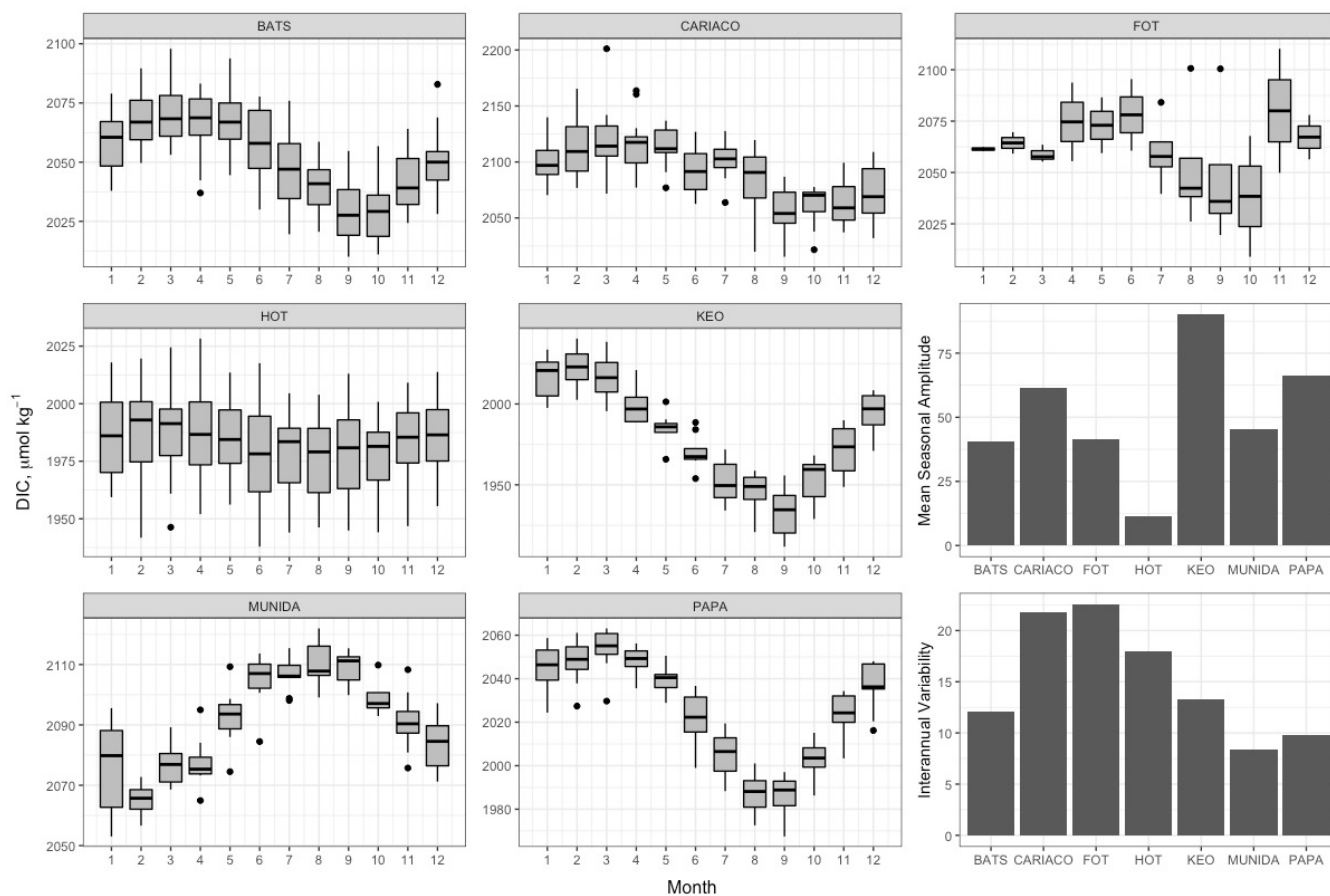 BATS
CARIACO
FOT
2100
2075
2050
2025
1 2 3 4 5 6 7 8 9 10 11 12
2200
2150
2100
2050
1 2 3 4 5 6 7 8 9 10 11 12
2100
2075
2050
2025
1 2 3 4 5 6 7 8 9 10 11 12
DIC, μmol kg⁻¹
HOT
KEO
2025
2000
1975
1950
1 2 3 4 5 6 7 8 9 10 11 12
2000
1950
1 2 3 4 5 6 7 8 9 10 11 12
Mean Seasonal Amplitude
75
50
25
0
BATS CARIACO FOT HOT KEO MUNIDA PAPA
MUNIDA
PAPA
2110
2090
2070
2050
1 2 3 4 5 6 7 8 9 10 11 12
2060
2040
2020
2000
1980
1 2 3 4 5 6 7 8 9 10 11 12
Interannual Variability
20
15
10
5
0
BATS CARIACO FOT HOT KEO MUNIDA PAPA
Month